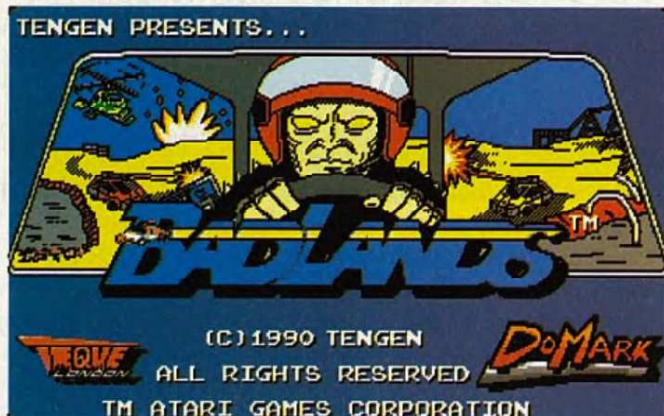 TENGEN PRESENTS...
BADLANDS TM
(C) 1990 TENGEN
TEQUE LONDON
DOMARK
ALL RIGHTS RESERVED
TM ATARI GAMES CORPORATION